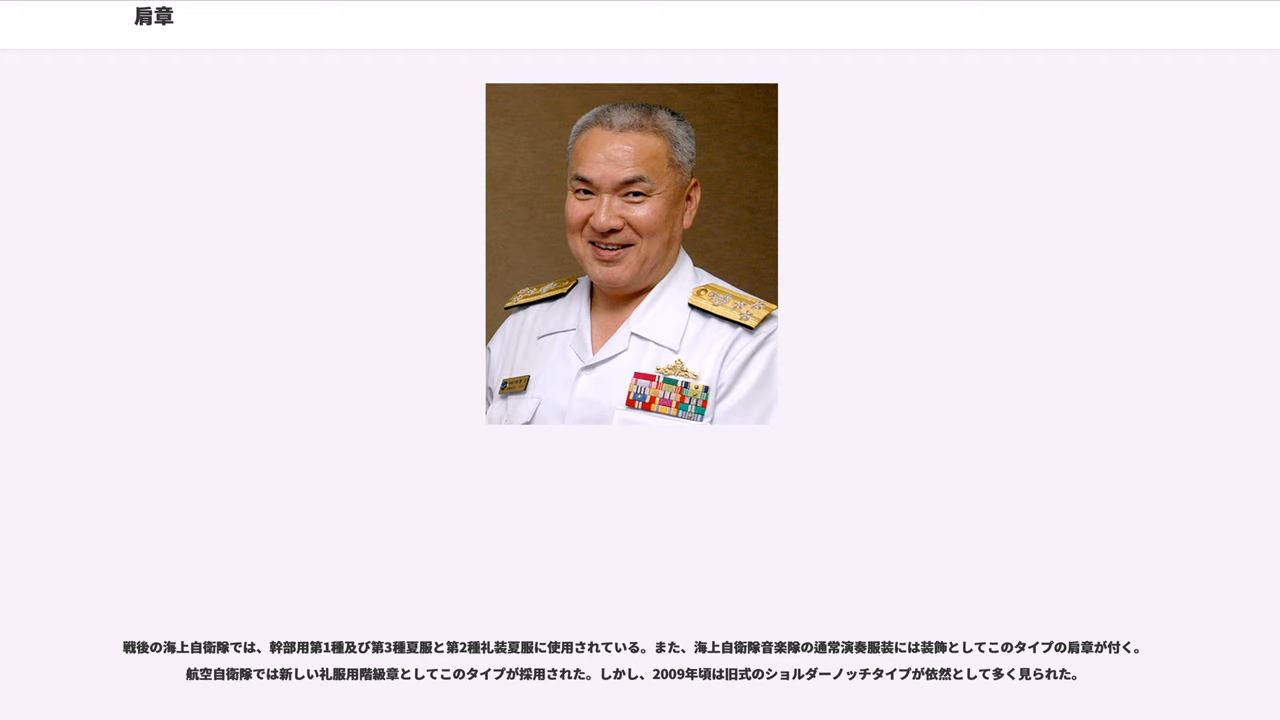 肩章
戦後の海上自衛隊では、幹部用第1種及び第3種夏服と第2種礼装夏服に使用されている。また、海上自衛隊音楽隊の通常演奏服装には装飾としてこのタイプの肩章が付く。
航空自衛隊では新しい礼服用階級章としてこのタイプが採用された。しかし、2009年頃は旧式のショルダーノッチタイプが依然として多く見られた。